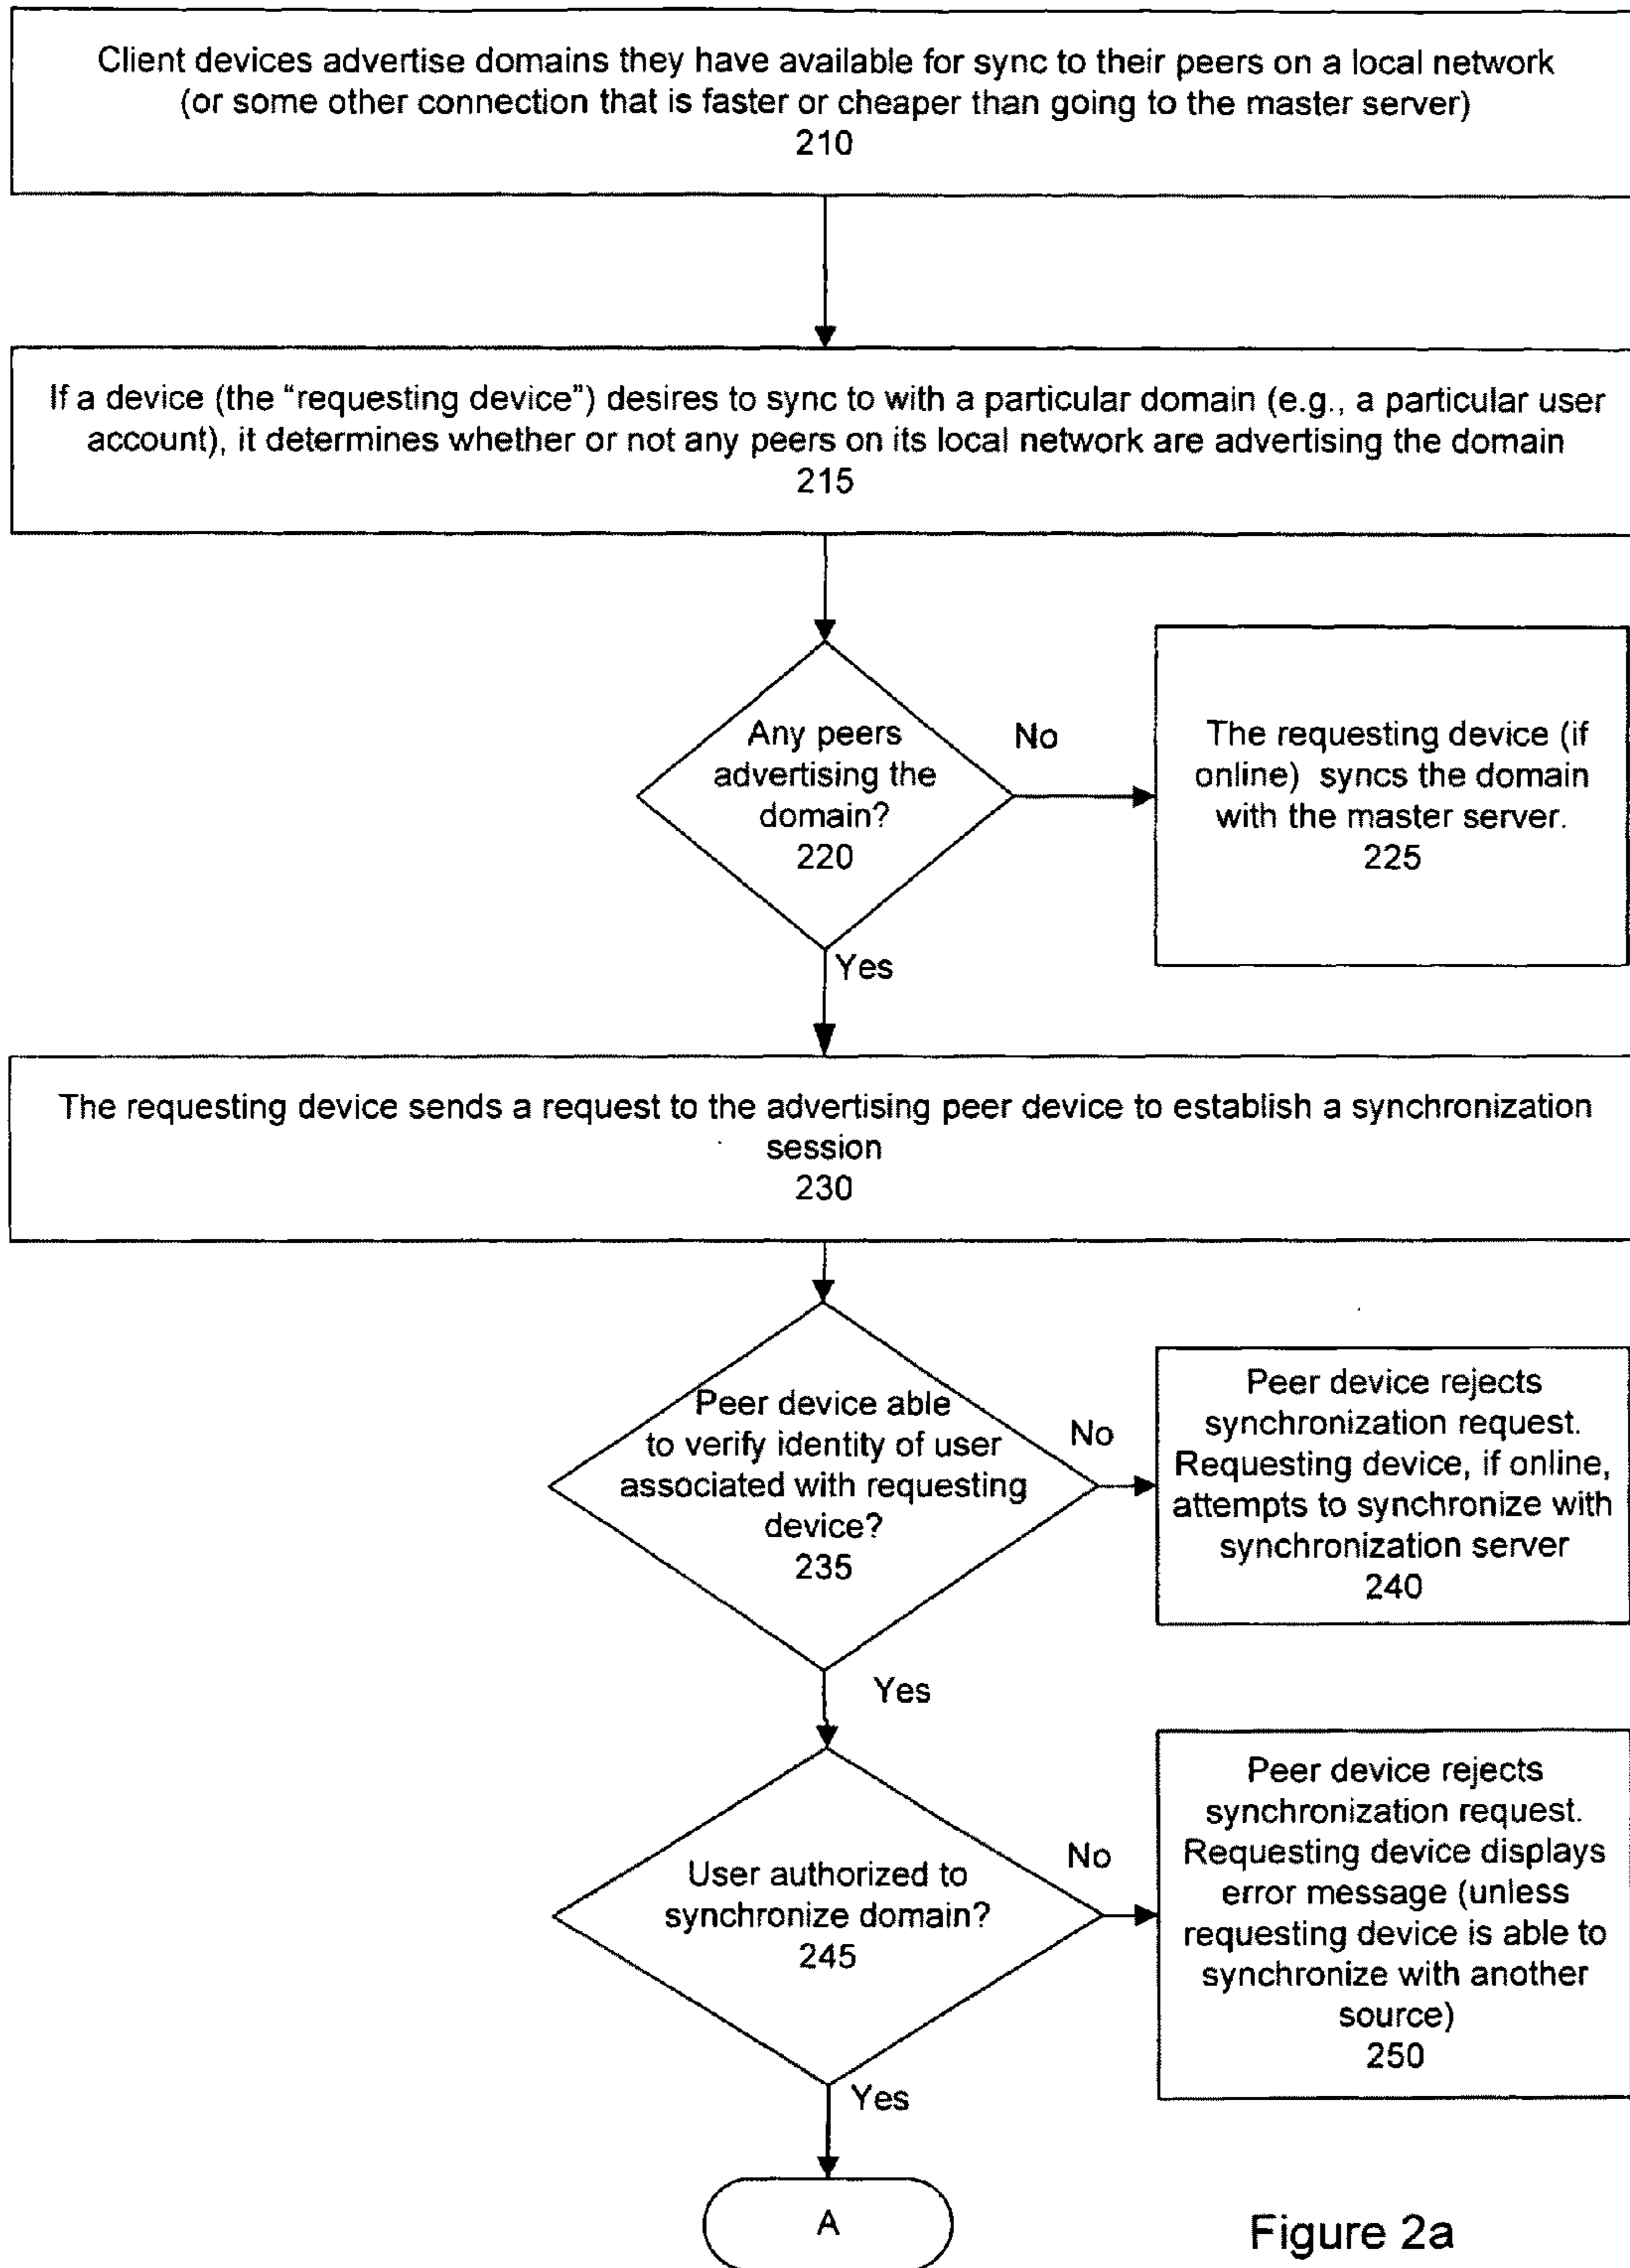 Client devices advertise domains they have available for sync to their peers on a local network
(or some other connection that is faster or cheaper than going to the master server)
210
If a device (the “requesting device”) desires to sync to with a particular domain (e.g., a particular user
account), it determines whether or not any peers on its local network are advertising the domain
215
Any peers
advertising the
domain?
220
No
The requesting device (if
online) syncs the domain
with the master server.
225
Yes
The requesting device sends a request to the advertising peer device to establish a synchronization
session
230
Peer device able
to verify identity of user
associated with requesting
device?
235
No
Peer device rejects
synchronization request.
Requesting device, if online,
attempts to synchronize with
synchronization server
240
Yes
User authorized to
synchronize domain?
245
No
Peer device rejects
synchronization request.
Requesting device displays
error message (unless
requesting device is able to
synchronize with another
source)
250
Yes
A
Figure 2a